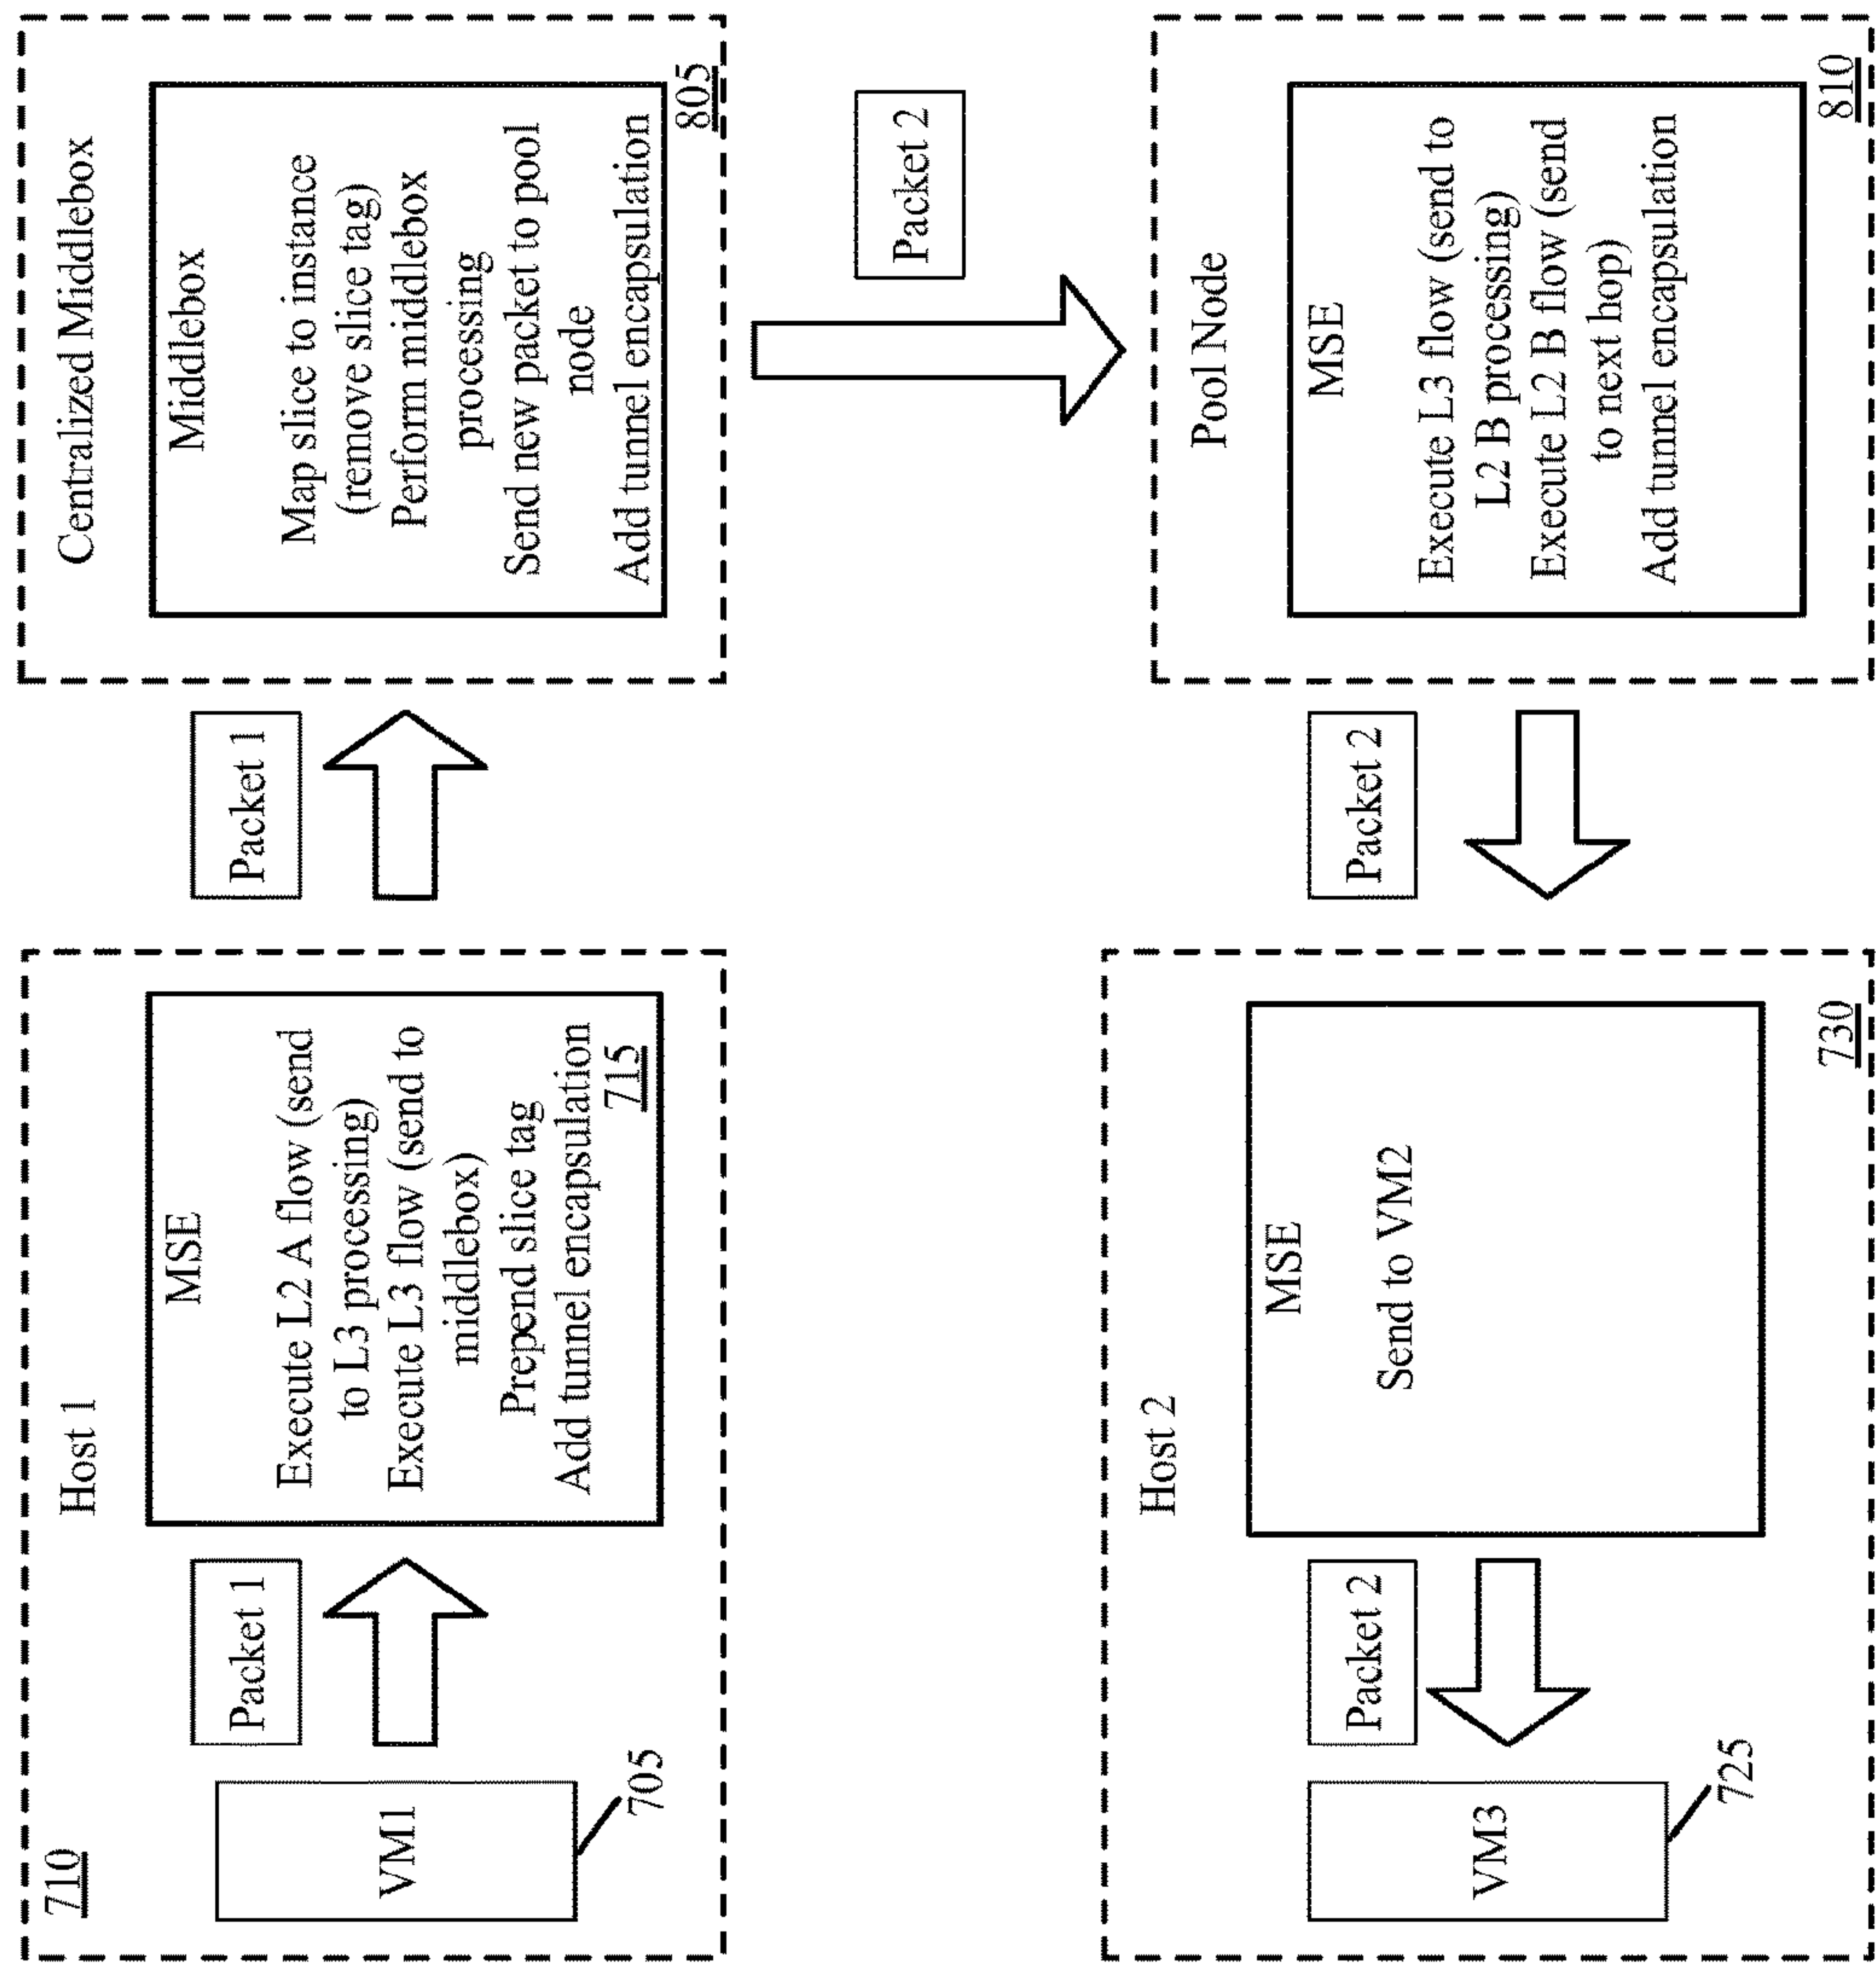 Host 1
710
VM1
705
Packet 1
MSE
Execute L2 A flow (send
to L3 processing)
Execute L3 flow (send to
middlebox)
Prepend slice tag
Add tunnel encapsulation
715
Packet 1
Centralized Middlebox
Middlebox
Map slice to instance
(remove slice tag)
Perform middlebox
processing
Send new packet to pool
node
Add tunnel encapsulation
805
Packet 2
Pool Node
MSE
Execute L3 flow (send to
L2 B processing)
Execute L2 B flow (send
to next hop)
Add tunnel encapsulation
810
Packet 2
Host 2
MSE
Send to VM2
730
Packet 2
VM3
725